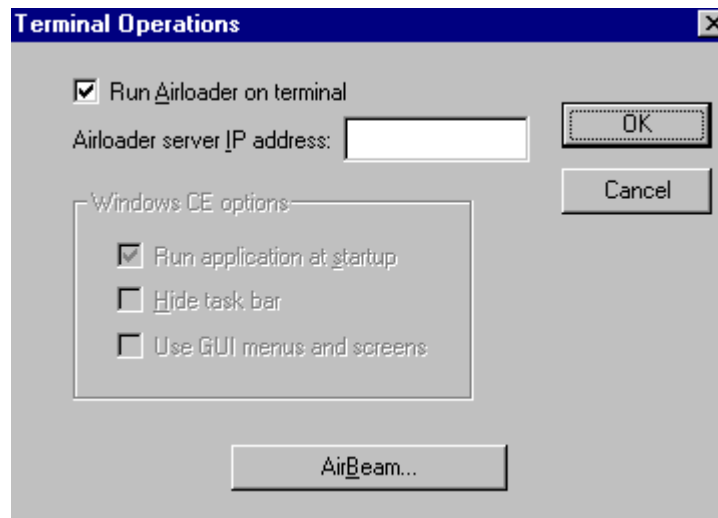 Terminal Operations
Run Airloader on terminal
Airloader server IP address:
OK
Cancel
Windows CE options
Run application at startup
Hide task bar
Use GUI menus and screens
AirBeam...